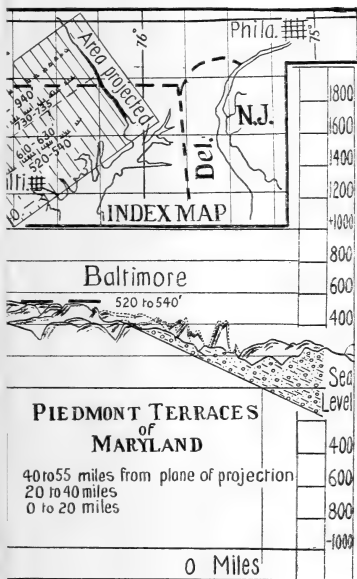 Phila.
76°
75°
Area projected
940'
610-630
520-540
Del.
N.J.
lti.
INDEX MAP
1800
1600
1400
1200
+1000
800
600
400
Baltimore
520 to 540'
Sea
Level
400
600
800
-1000
PIEDMONT TERRACES
of
MARYLAND
40 to 55 miles from plane of projection
20 to 40 miles
0 to 20 miles
0 Miles